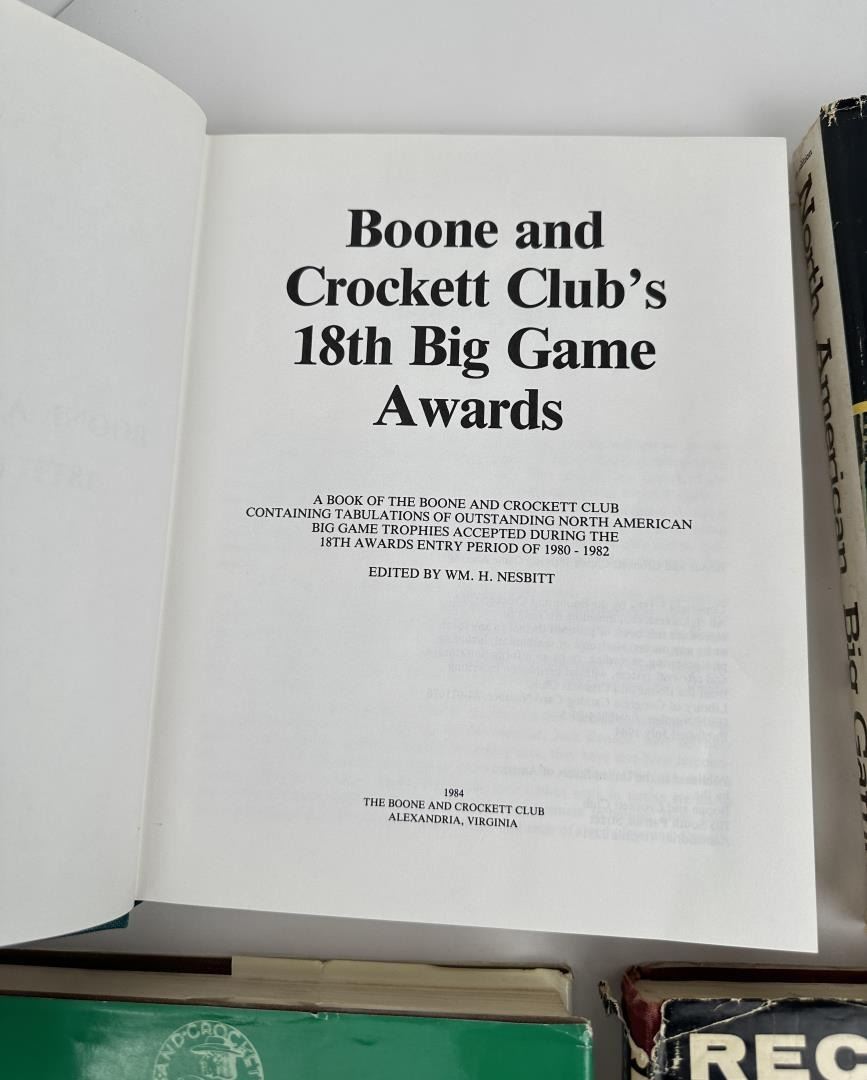 Boone and
Crockett Club's
18th Big Game
Awards
A BOOK OF THE BOONE AND CROCKETT CLUB
CONTAINING TABULATIONS OF OUTSTANDING NORTH AMERICAN
BIG GAME TROPHIES ACCEPTED DURING THE
18TH AWARDS ENTRY PERIOD OF 1980 - 1982
EDITED BY WM. H. NESBITT
1984
THE BOONE AND CROCKETT CLUB
ALEXANDRIA, VIRGINIA
North American Big Gam
AND CROCKET
REC